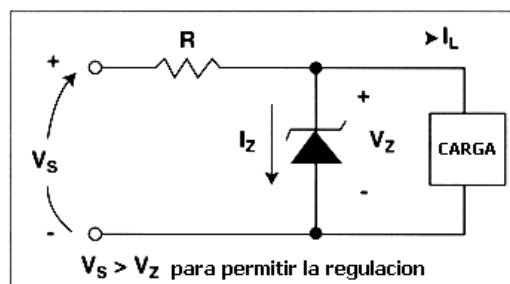 R
➤I_L
+
+
V_S
I_Z
V_Z
CARGA
-
-
V_S > V_Z para permitir la regulacion